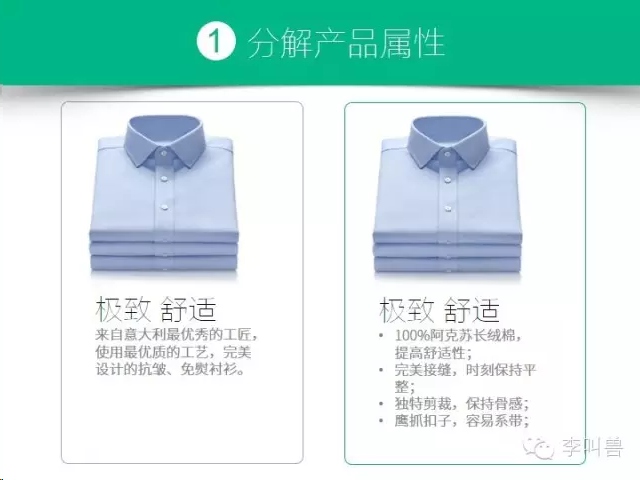 1 分解产品属性
极致 舒适
来自意大利最优秀的工匠，
使用最优质的工艺，完美
设计的抗皱、免熨衬衫。
极致 舒适
• 100%阿克苏长绒棉，
提高舒适性；
• 完美接缝，时刻保持平
整；
• 独特剪裁，保持骨感；
• 鹰抓扣子，容易系带；
李叫兽